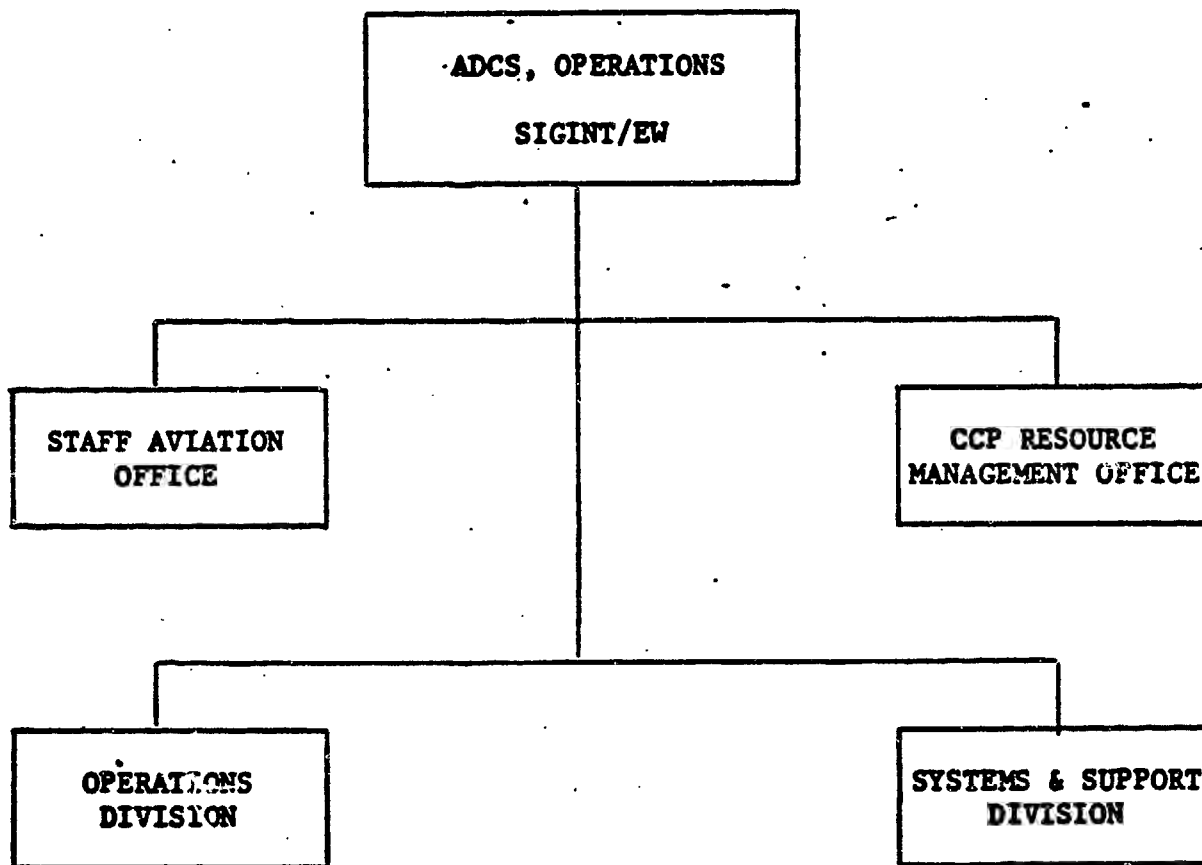 ADCS, OPERATIONS
SIGINT/EW
STAFF AVIATION
OFFICE
CCP RESOURCE
MANAGEMENT OFFICE
OPERATIONS
DIVISION
SYSTEMS & SUPPORT
DIVISION